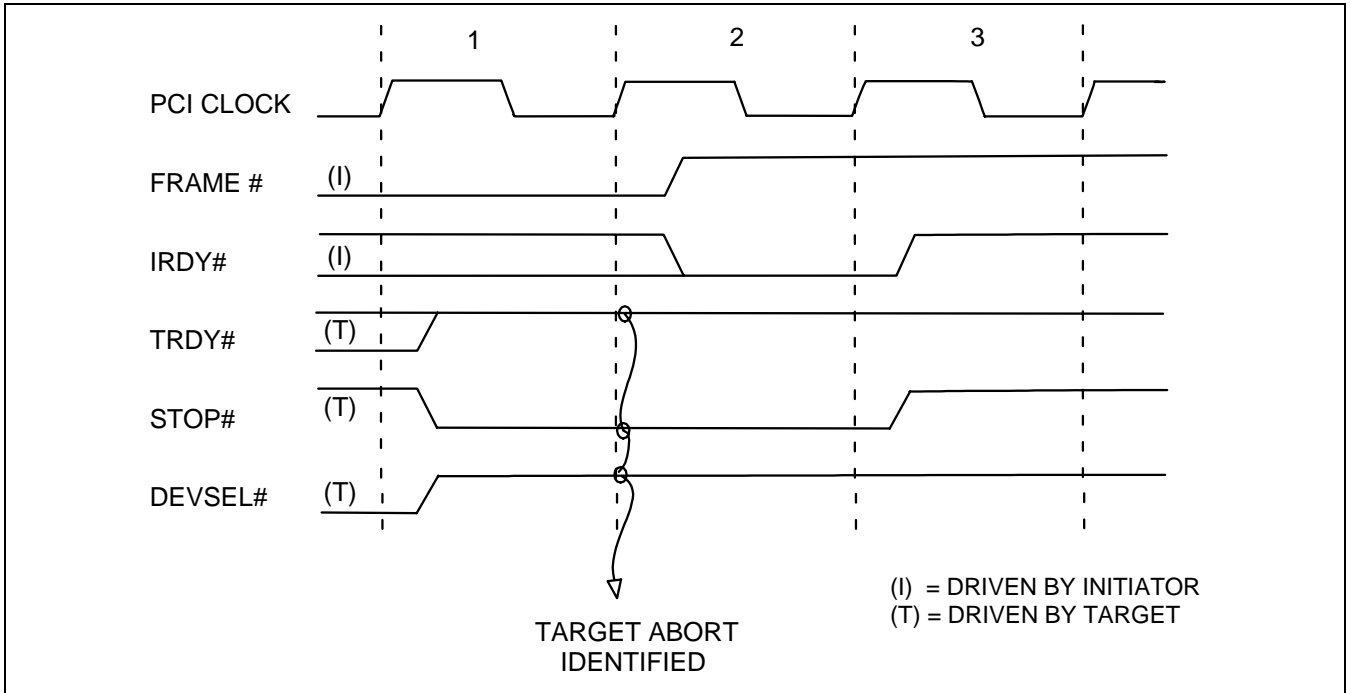 1 2 3
PCI CLOCK
FRAME # (I)
IRDY# (I)
TRDY# (T)
STOP# (T)
DEVSEL# (T)
(I) = DRIVEN BY INITIATOR
(T) = DRIVEN BY TARGET
TARGET ABORT
IDENTIFIED